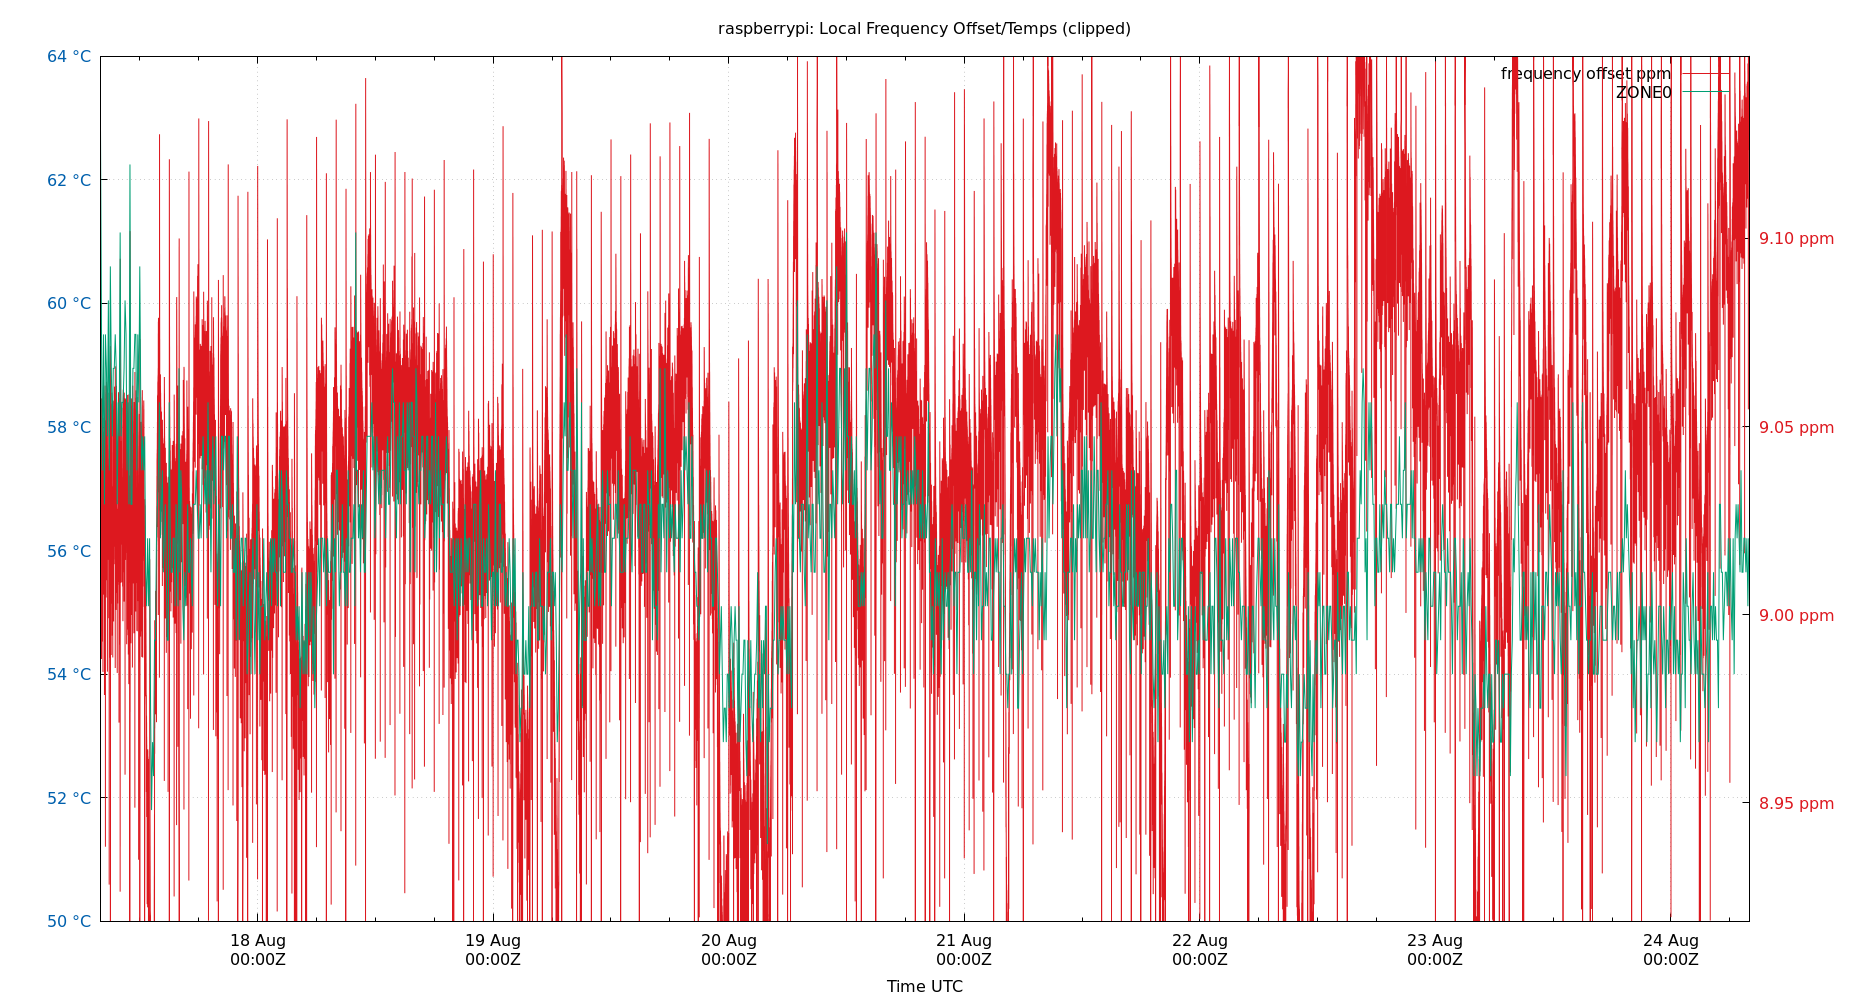 raspberrypi: Local Frequency Offset/Temps (clipped)
64 °C
62 °C
60 °C
58 °C
56 °C
54 °C
52 °C
50 °C
frequency offset ppm
ZONE0
9.10 ppm
9.05 ppm
9.00 ppm
8.95 ppm
18 Aug
00:00Z
19 Aug
00:00Z
20 Aug
00:00Z
21 Aug
00:00Z
22 Aug
00:00Z
23 Aug
00:00Z
24 Aug
00:00Z
Time UTC